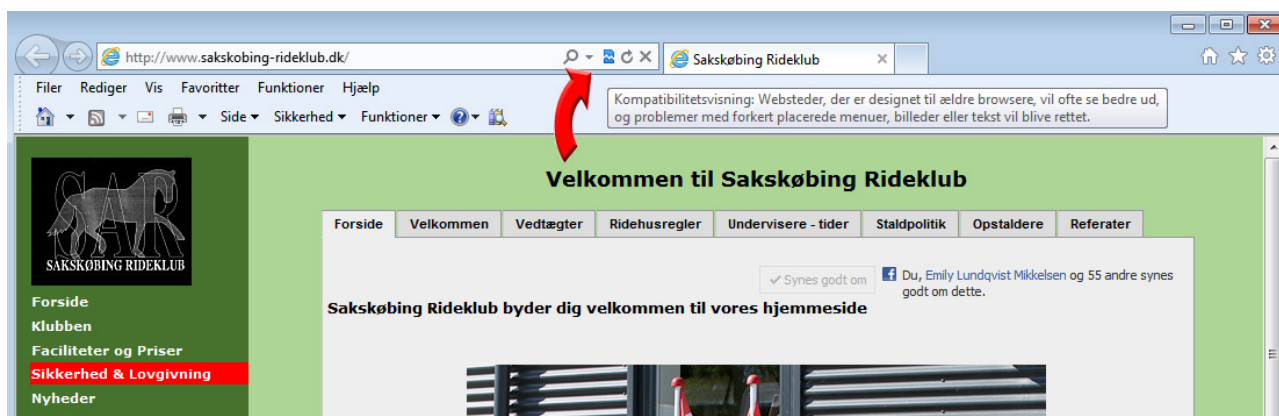 http://www.sakskobing-rideklub.dk/
Sakskøbing Rideklub
Filer Rediger Vis Favoritter Funktioner Hjælp
Side Sikkerhed Funktioner
Kompatibilitetsvisning: Websteder, der er designet til ældre browsere, vil ofte se bedre ud,
og problemer med forkert placerede menuer, billeder eller tekst vil blive rettet.
SAR
SAKSKØBING RIDEKLUB
Velkommen til Sakskøbing Rideklub
Forside Velkommen Vedtægter Ridehusregler Undervisere - tider Staldpolitik Opstaldere Referater
Synes godt om
Du, Emily Lundqvist Mikkelsen og 55 andre synes
godt om dette.
Sakskøbing Rideklub byder dig velkommen til vores hjemmeside
Forside
Klubben
Faciliteter og Priser
Sikkerhed & Lovgivning
Nyheder